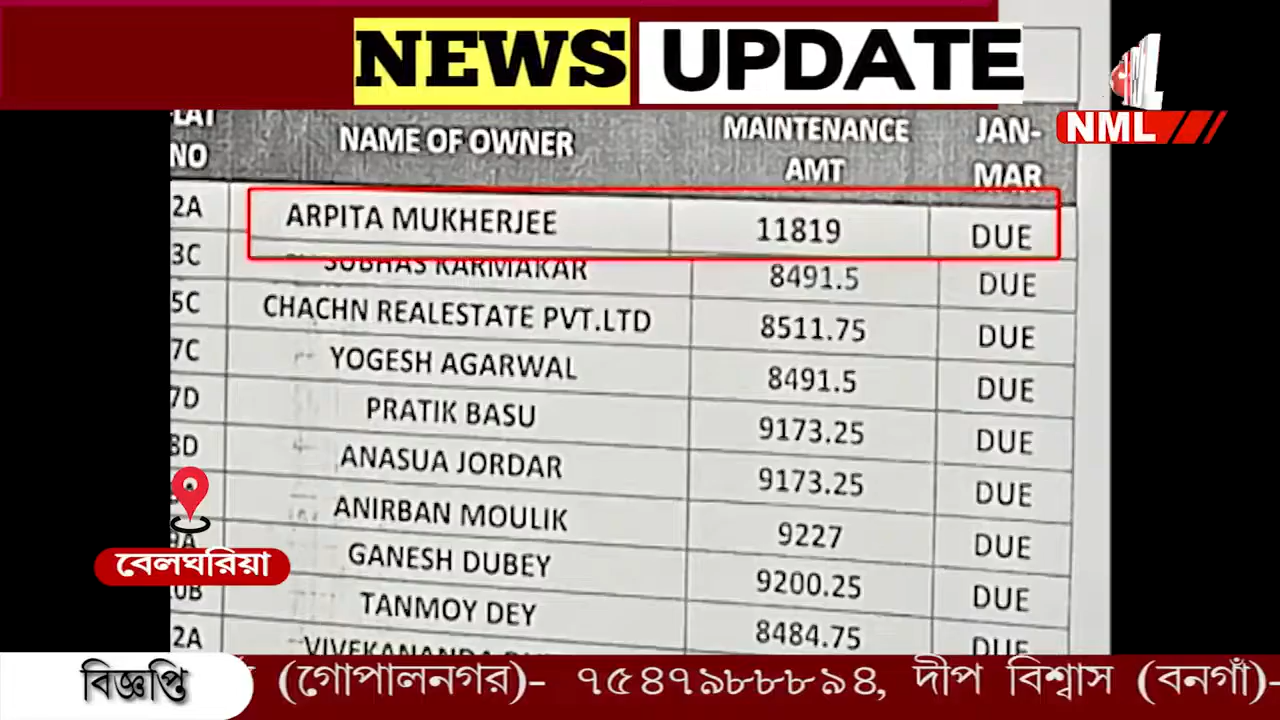 NEWS UPDATE
NML
NAME OF OWNER MAINTENANCE AMT JAN-MAR
NO
2A ARPITA MUKHERJEE 11819 DUE
3C SUBHAS KARMAKAR 8491.5 DUE
5C CHACHN REALESTATE PVT.LTD 8511.75 DUE
7C YOGESH AGARWAL 8491.5 DUE
7D PRATIK BASU 9173.25 DUE
8D ANASUA JORDAR 9173.25 DUE
ANIRBAN MOULIK 9227 DUE
9A GANESH DUBEY 9200.25 DUE
TANMOY DEY 8484.75 DUE
2A VIVEKANANDA
বেলঘরিয়া
বিজ্ঞপ্তি
(গোপালনগর)- ৭৫৪৭৯৮৮৮৯৪, দীপ বিশ্বাস (বনগাঁ)-